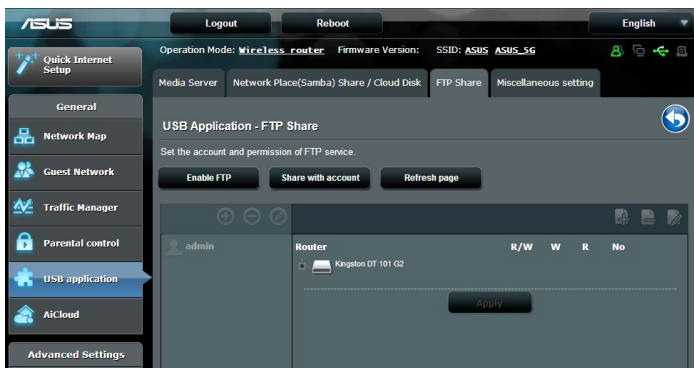 ASUS Logout Reboot English
Operation Mode: Wireless router Firmware Version: SSID: ASUS ASUS_5G
Quick Internet
Setup
Media Server Network Place(Samba) Share / Cloud Disk FTP Share Miscellaneous setting
General
Network Map
Guest Network
Traffic Manager
Parental control
USB application
AiCloud
Advanced Settings
USB Application - FTP
Share
Set the account and permission of FTP service.
Enable FTP Share with account Refresh page
admin
Router R/W W R No
Kingston DT 101 G2
Apply